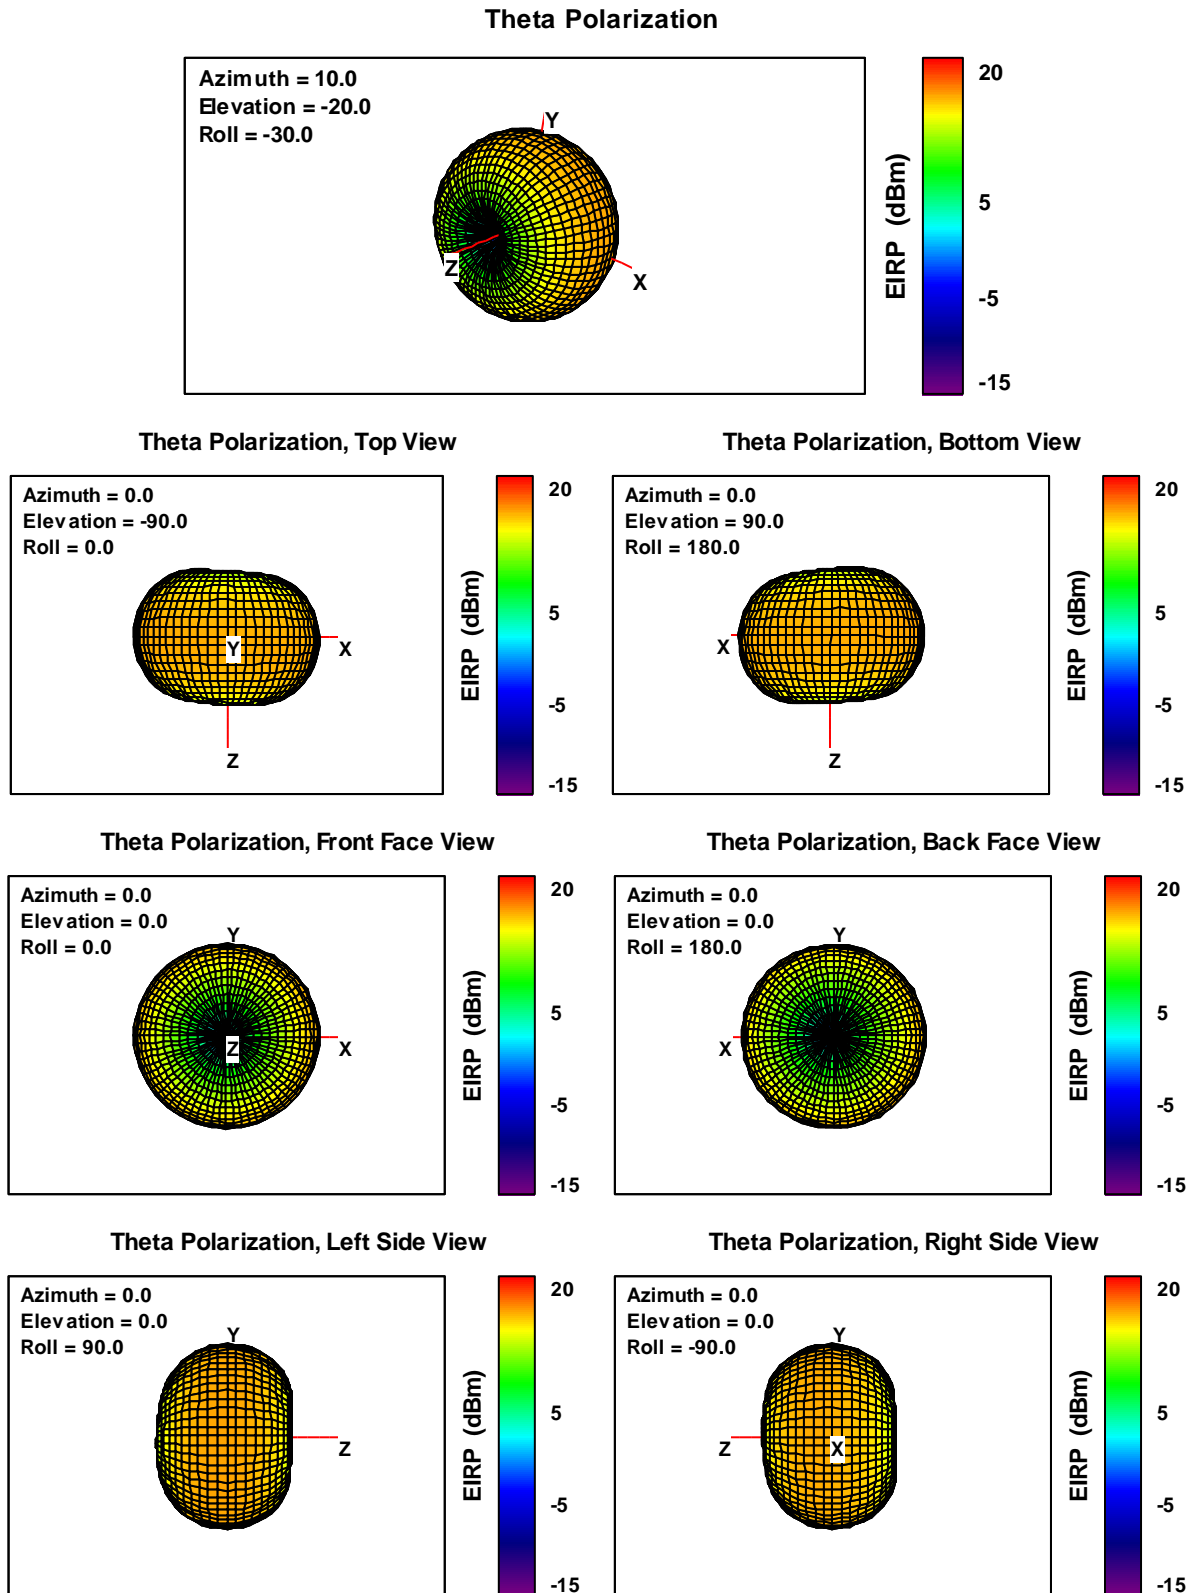 Theta Polarization
Azimuth = 10.0
Elevation = -20.0
Roll = -30.0
Y
Z
X
EIRP (dBm)
20
5
-5
-15
Theta Polarization, Top View
Azimuth = 0.0
Elevation = -90.0
Roll = 0.0
Y
X
Z
EIRP (dBm)
20
5
-5
-15
Theta Polarization, Bottom View
Azimuth = 0.0
Elevation = 90.0
Roll = 180.0
X
Z
EIRP (dBm)
20
5
-5
-15
Theta Polarization, Front Face View
Azimuth = 0.0
Elevation = 0.0
Roll = 0.0
Y
Z
X
EIRP (dBm)
20
5
-5
-15
Theta Polarization, Back Face View
Azimuth = 0.0
Elevation = 0.0
Roll = 180.0
Y
X
EIRP (dBm)
20
5
-5
-15
Theta Polarization, Left Side View
Azimuth = 0.0
Elevation = 0.0
Roll = 90.0
Y
Z
EIRP (dBm)
20
5
-5
-15
Theta Polarization, Right Side View
Azimuth = 0.0
Elevation = 0.0
Roll = -90.0
Y
Z
X
EIRP (dBm)
20
5
-5
-15